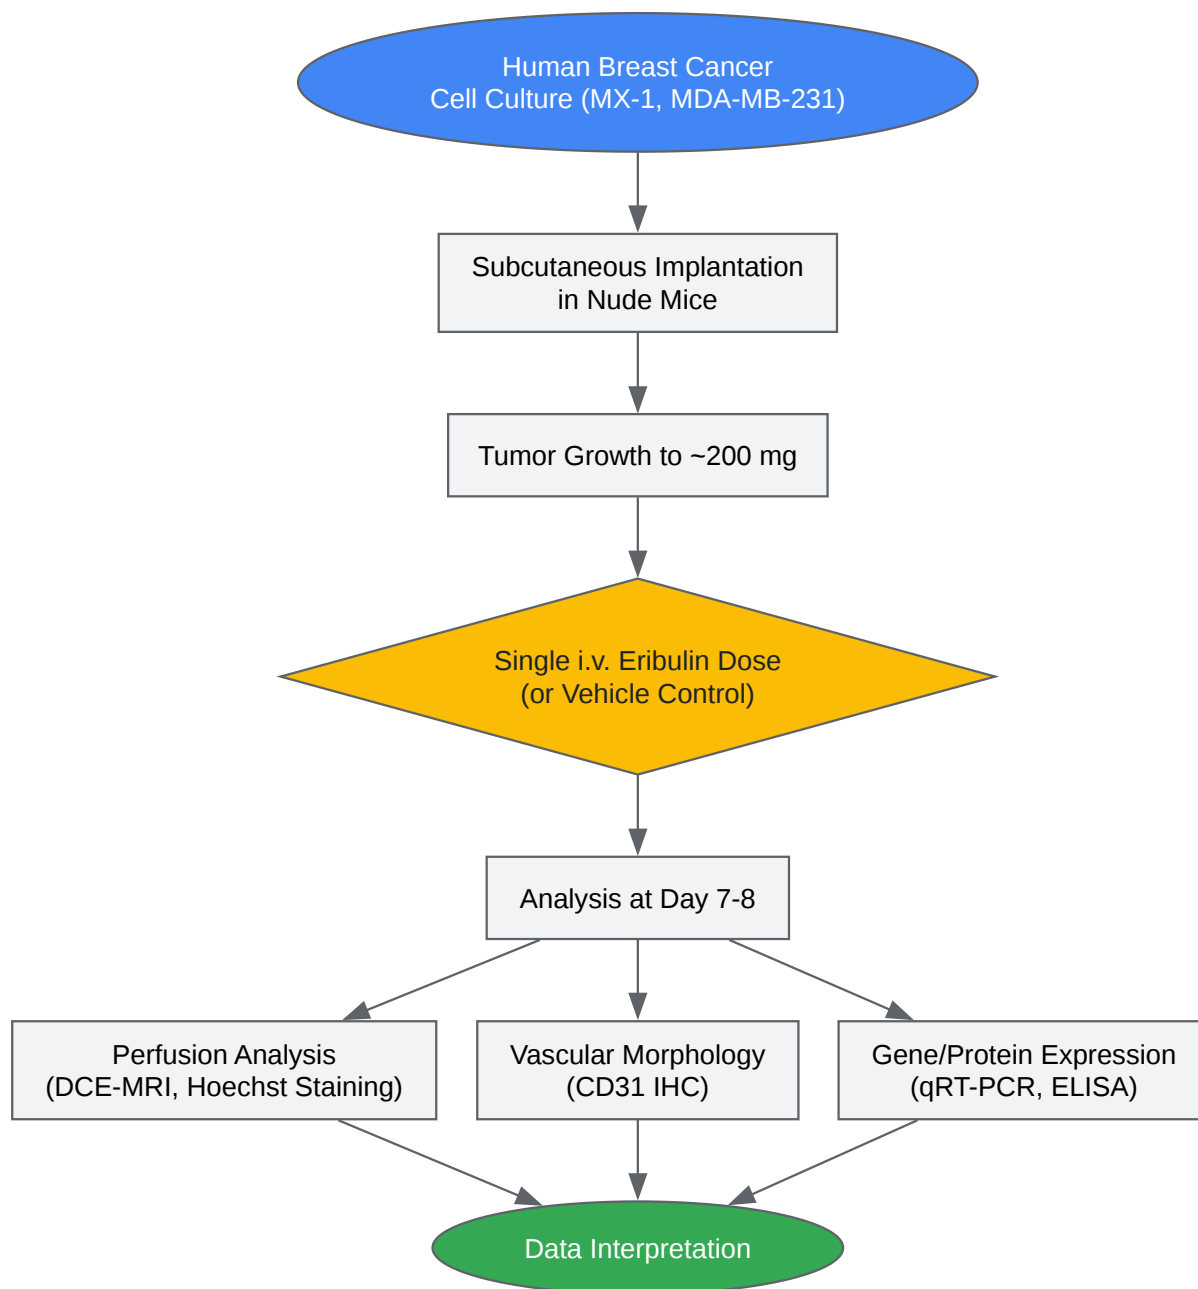 Human Breast Cancer
Cell Culture (MX-1, MDA-MB-231)
Subcutaneous Implantation
in Nude Mice
Tumor Growth to ~200 mg
Single i.v. Eribulin Dose
(or Vehicle Control)
Analysis at Day 7-8
Perfusion Analysis
(DCE-MRI, Hoechst Staining)
Vascular Morphology
(CD31 IHC)
Gene/Protein Expression
(qRT-PCR, ELISA)
Data Interpretation